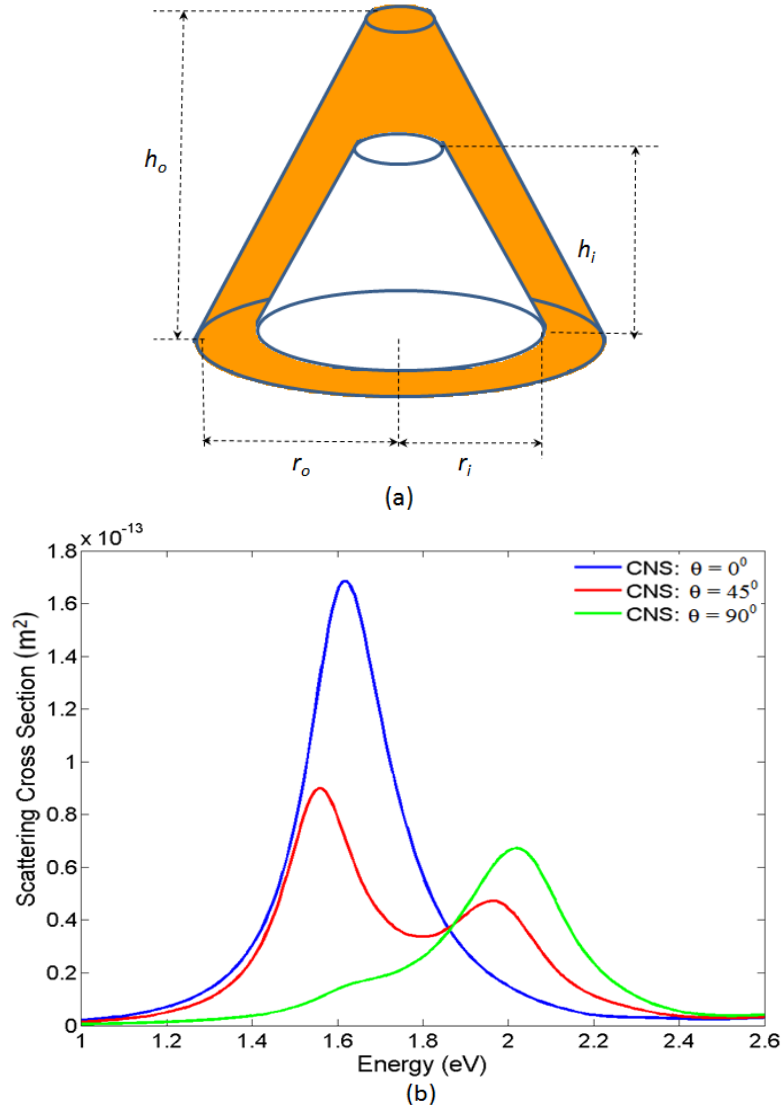 h_o
h_i
r_o
r_i
(a)
× 10⁻¹³
1.8
1.6
1.4
1.2
1
0.8
0.6
0.4
0.2
0
Scattering Cross Section (m²)
CNS: θ = 0⁰
CNS: θ = 45⁰
CNS: θ = 90⁰
1 1.2 1.4 1.6 1.8 2 2.2 2.4 2.6
Energy (eV)
(b)